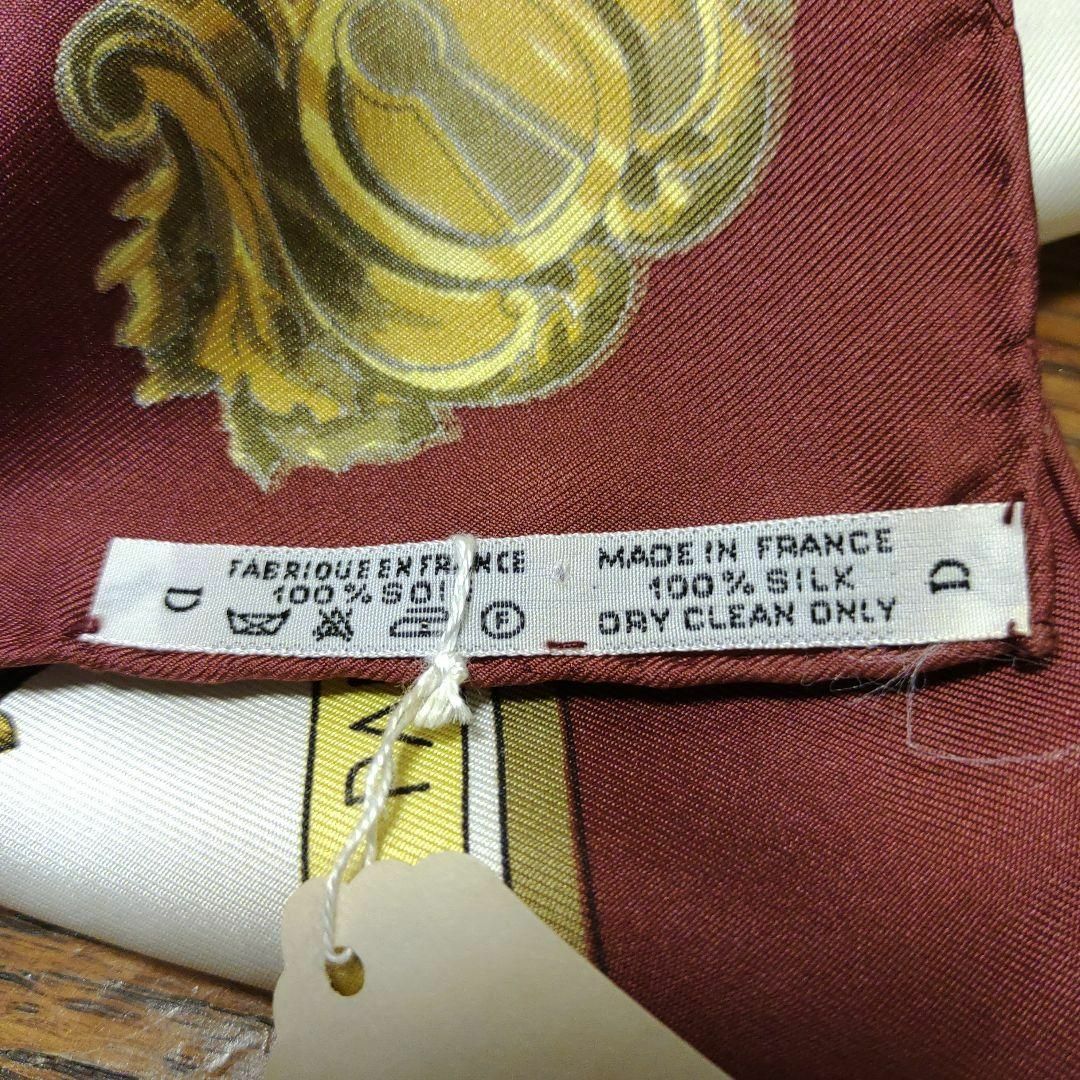 D
FABRIQUE EN FRANCE
100% SOIE
F
MADE IN FRANCE
100% SILK
DRY CLEAN ONLY
D